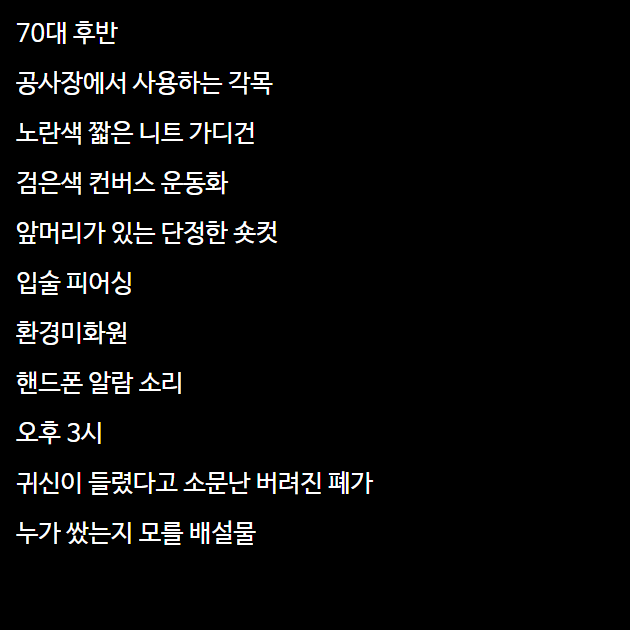 70대 후반
공사장에서 사용하는 각목
노란색 짧은 니트 가디건
검은색 컨버스 운동화
앞머리가 있는 단정한 숏컷
입술 피어싱
환경미화원
핸드폰 알람 소리
오후 3시
귀신이 들렸다고 소문난 버려진 폐가
누가 쌌는지 모를 배설물